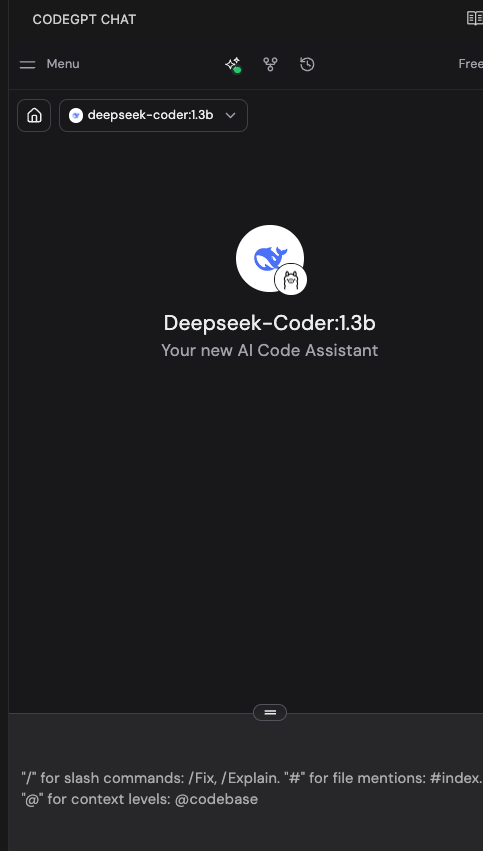 CODEGPT CHAT
Menu
Free
deepseek-coder:1.3b
Deepseek-Coder:1.3b
Your new AI Code Assistant
"/" for slash commands: /Fix, /Explain. "#" for file mentions: #index.
"@" for context levels: @codebase